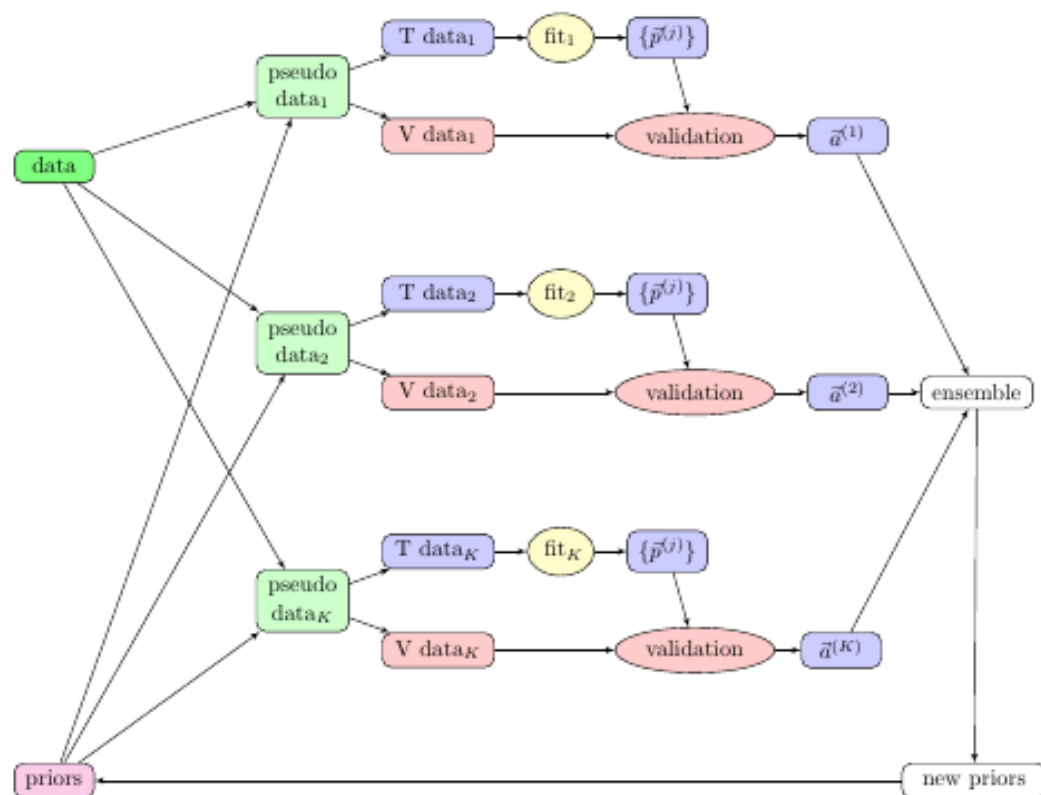 T data₁
fit₁
{p⃗^(j)}
pseudo
data₁
V data₁
validation
a⃗^(1)
data
T data₂
fit₂
{p⃗^(j)}
pseudo
data₂
V data₂
validation
a⃗^(2)
ensemble
T data_K
fit_K
{p⃗^(j)}
pseudo
data_K
V data_K
validation
a⃗^(K)
priors
new priors